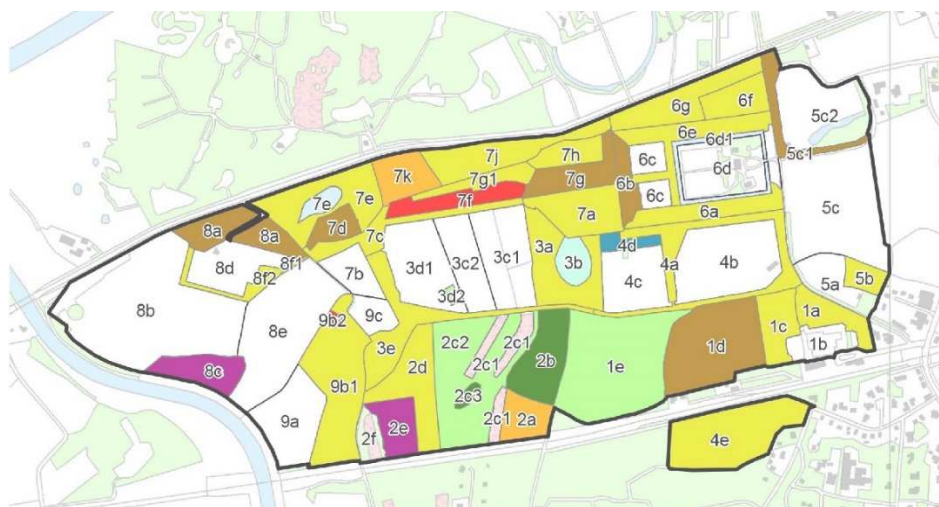 6g
6f
5c2
6e
6d1
7j
7h
6c
5c1
7k
7g1
7g
6b
6d
7e
7e
7f
6c
7d
7a
6a
5c
8a
8a
7c
4d
8f1
3a
8d
7b
3d1
3c2
3c1
3b
4a
4b
8f2
4c
5a
5b
3d2
8b
8e
9c
9b2
1a
2c2
2c1
1c
3e
1b
2c1
2b
1d
8c
2d
1e
9b1
2c3
9a
2c1
2a
2e
2f
4e